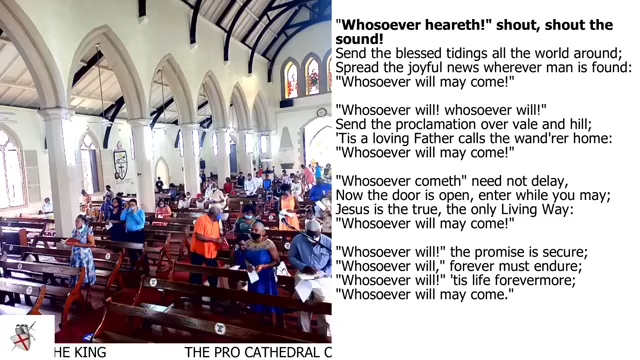 "Whosoever heareth!" shout, shout the
sound!
Send the blessed tidings all the world around;
Spread the joyful news wherever man is found:
"Whosoever will may come!"
"Whosoever will! whosoever will!"
Send the proclamation over vale and hill;
'Tis a loving Father calls the wand'rer home:
"Whosoever will may come!"
"Whosoever cometh" need not delay,
Now the door is open, enter while you may;
Jesus is the true, the only Living Way:
"Whosoever will may come!"
"Whosoever will!" the promise is secure;
"Whosoever will," forever must endure;
"Whosoever will!" 'tis life forevermore;
"Whosoever will may come."
HE KING THE PRO CATHEDRAL C